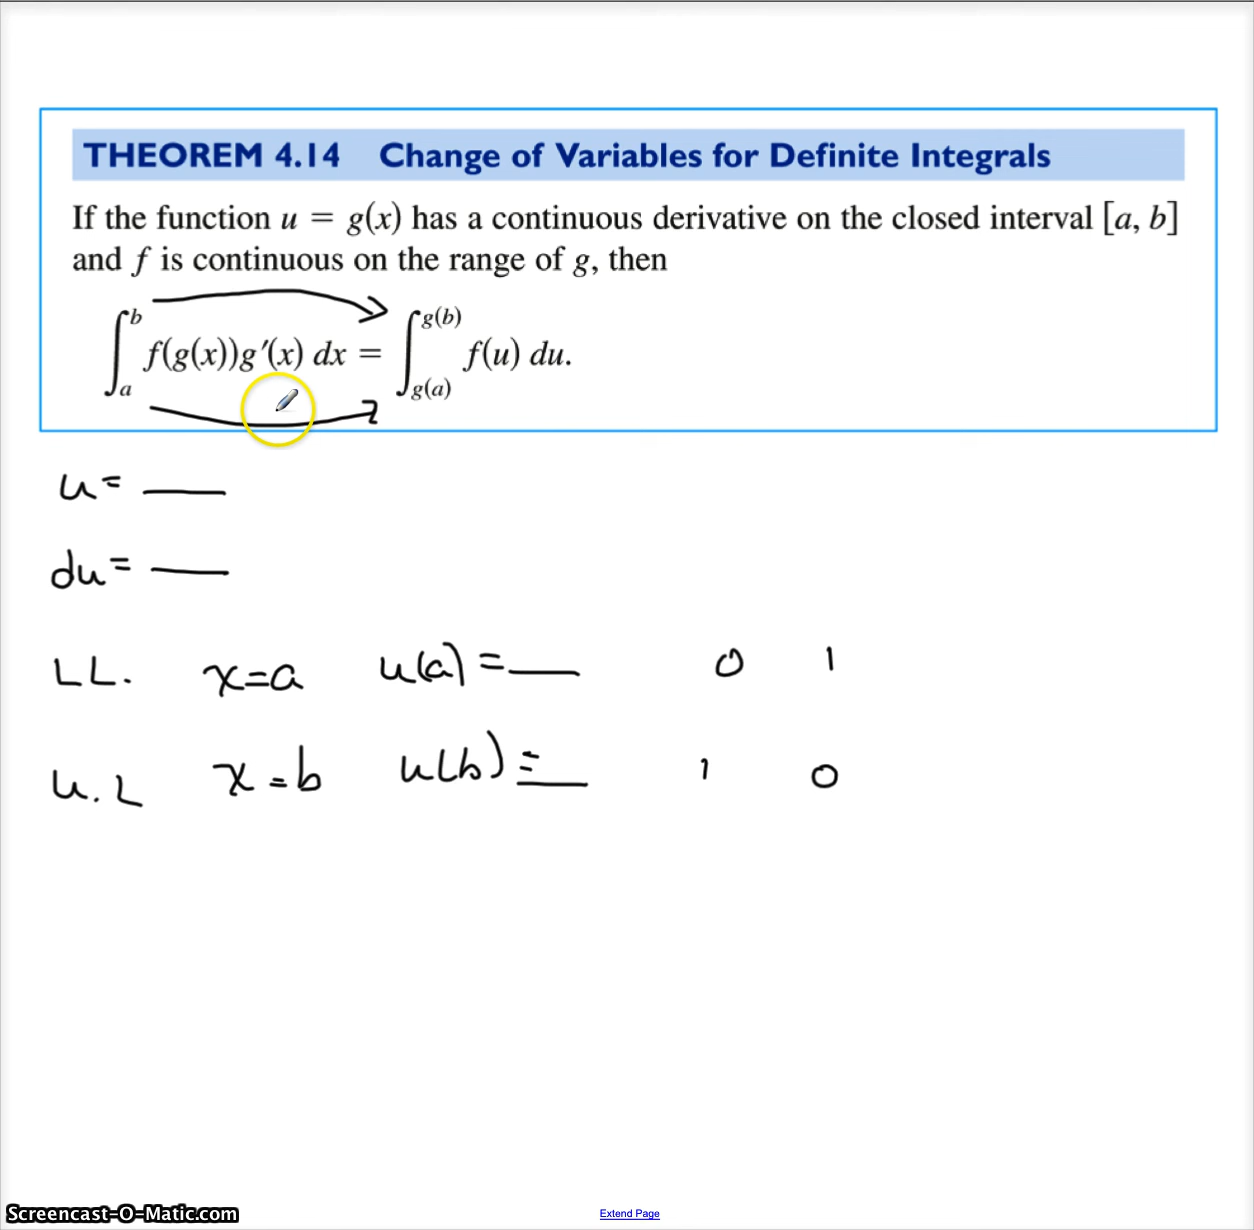 THEOREM 4.14 Change of Variables for Definite Integrals
If the function u = g(x) has a continuous derivative on the closed interval [a, b]
and f is continuous on the range of g, then
∫_a^b f(g(x))g′(x) dx = ∫_{g(a)}^{g(b)} f(u) du.
u = ___
du = ___
LL. x=a u(a) = ___ 0 1
U.L x=b u(b) = ___ 1 0
Screencast-O-Matic.com
Extend Page